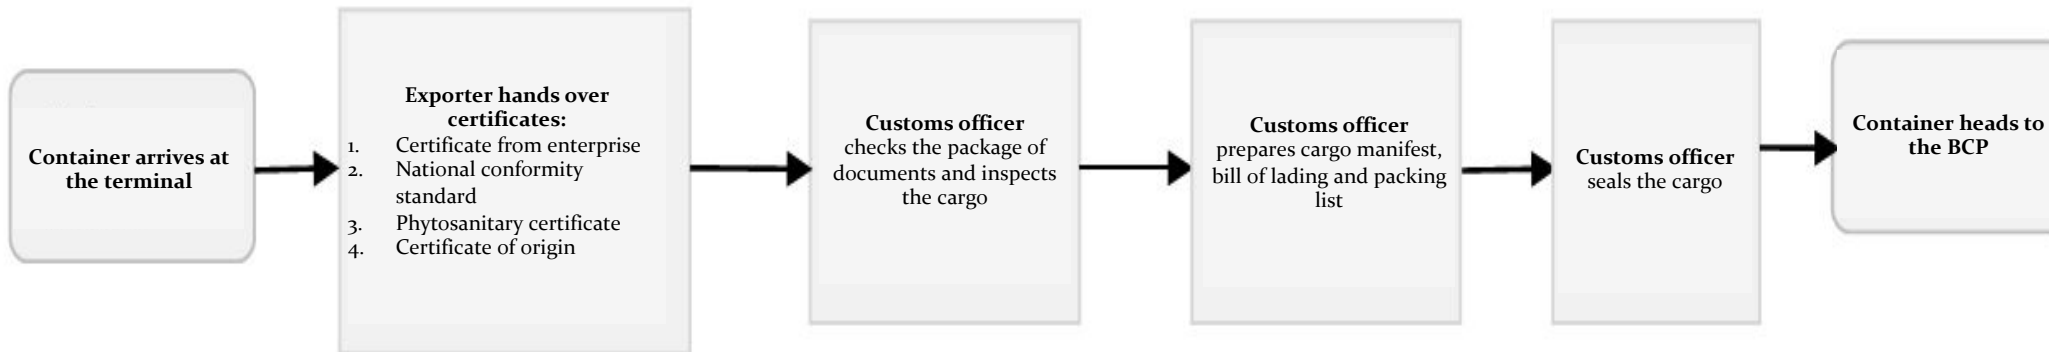 Container arrives at
the terminal
Exporter hands over
certificates:
1. Certificate from enterprise
2. National conformity
standard
3. Phytosanitary certificate
4. Certificate of origin
Customs officer
checks the package of
documents and inspects
the cargo
Customs officer
prepares cargo manifest,
bill of lading and packing
list
Customs officer
seals the cargo
Container heads to
the BCP